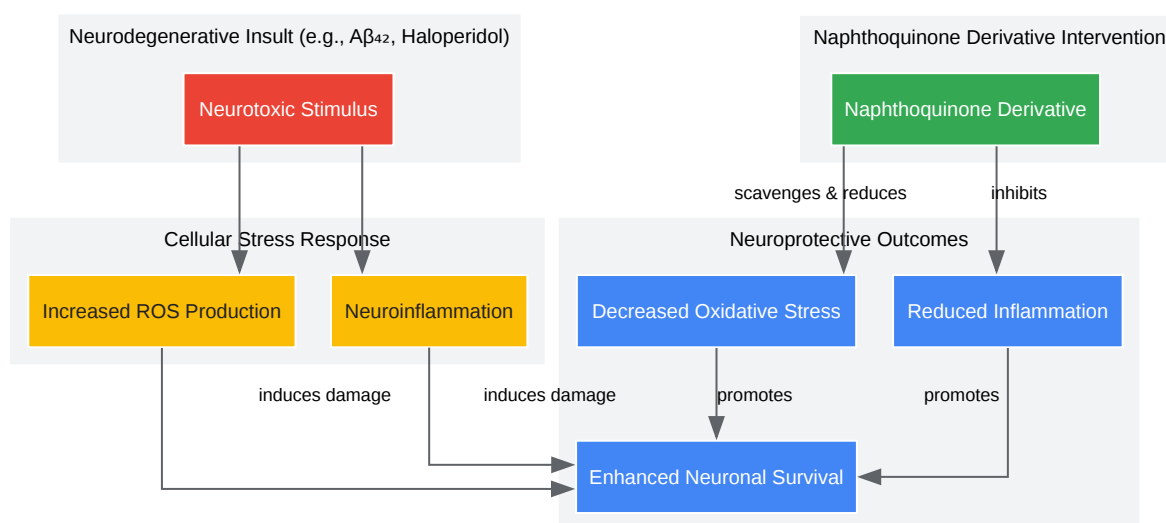 Neurodegenerative Insult (e.g., Aβ₄₂, Haloperidol)
Naphthoquinone Derivative Intervention
Neurotoxic Stimulus
Naphthoquinone Derivative
scavenges & reduces
inhibits
Cellular Stress Response
Neuroprotective Outcomes
Increased ROS Production
Neuroinflammation
Decreased Oxidative Stress
Reduced Inflammation
induces damage
induces damage
promotes
promotes
Enhanced Neuronal Survival